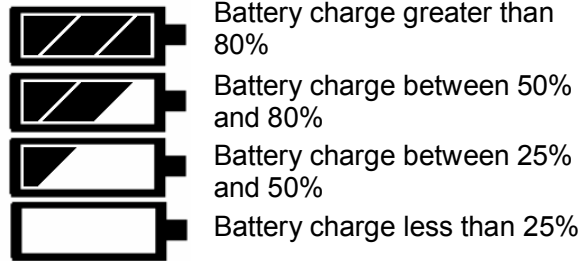 Battery charge greater than
80%
Battery charge between 50%
and 80%
Battery charge between 25%
and 50%
Battery charge less than 25%